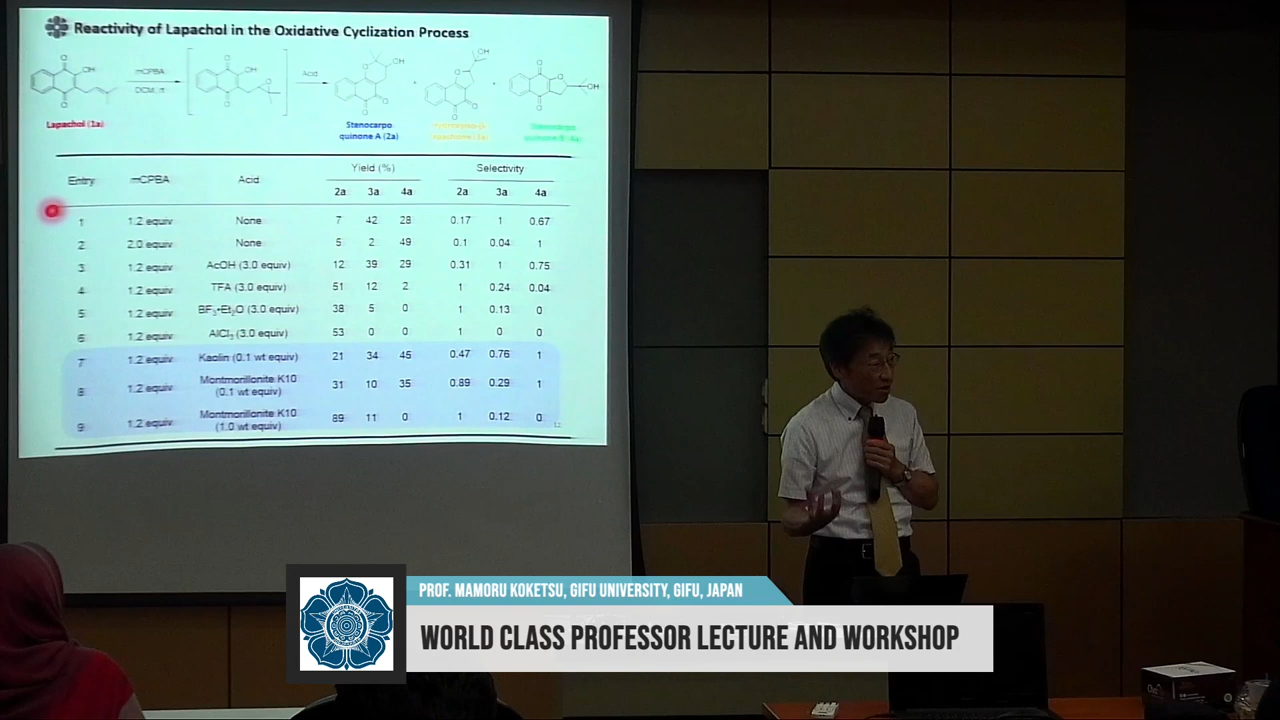 Reactivity of Lapachol in the Oxidative Cyclization Process
mCPBA
DCM, rt
Acid
Lapachol (1a)
Stenocarpo
quinone A (2a)
Yield (%)
Selectivity
Entry
mCPBA
Acid
2a 3a 4a 2a 3a 4a
1 1.2 equiv None 7 42 28 0.17 1 0.67
2 2.0 equiv None 5 2 49 0.1 0.04 1
3 1.2 equiv AcOH (3.0 equiv) 12 39 29 0.31 1 0.75
4 1.2 equiv TFA (3.0 equiv) 51 12 2 1 0.24 0.04
5 1.2 equiv BF3•Et2O (3.0 equiv) 38 5 0 1 0.13 0
6 1.2 equiv AlCl3 (3.0 equiv) 53 0 0 1 0 0
7 1.2 equiv Kaolin (0.1 wt equiv) 21 34 45 0.47 0.76 1
8 1.2 equiv Montmorillonite K10 31 10 35 0.89 0.29 1
(0.1 wt equiv)
9 1.2 equiv Montmorillonite K10 89 11 0 1 0.12 0
(1.0 wt equiv)
12
PROF. MAMORU KOKETSU, GIFU UNIVERSITY, GIFU, JAPAN
WORLD CLASS PROFESSOR LECTURE AND WORKSHOP